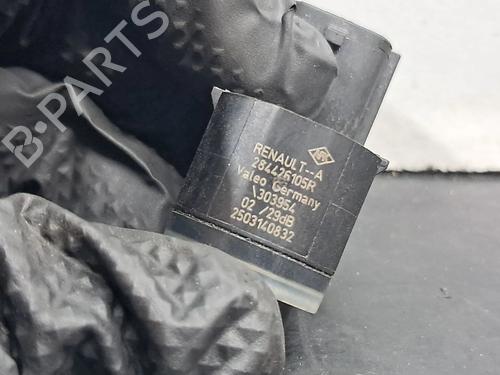 B-PARTS
RENAULT--A
284426105R
Valeo Germany
\303954
02 /29dB
2503140832